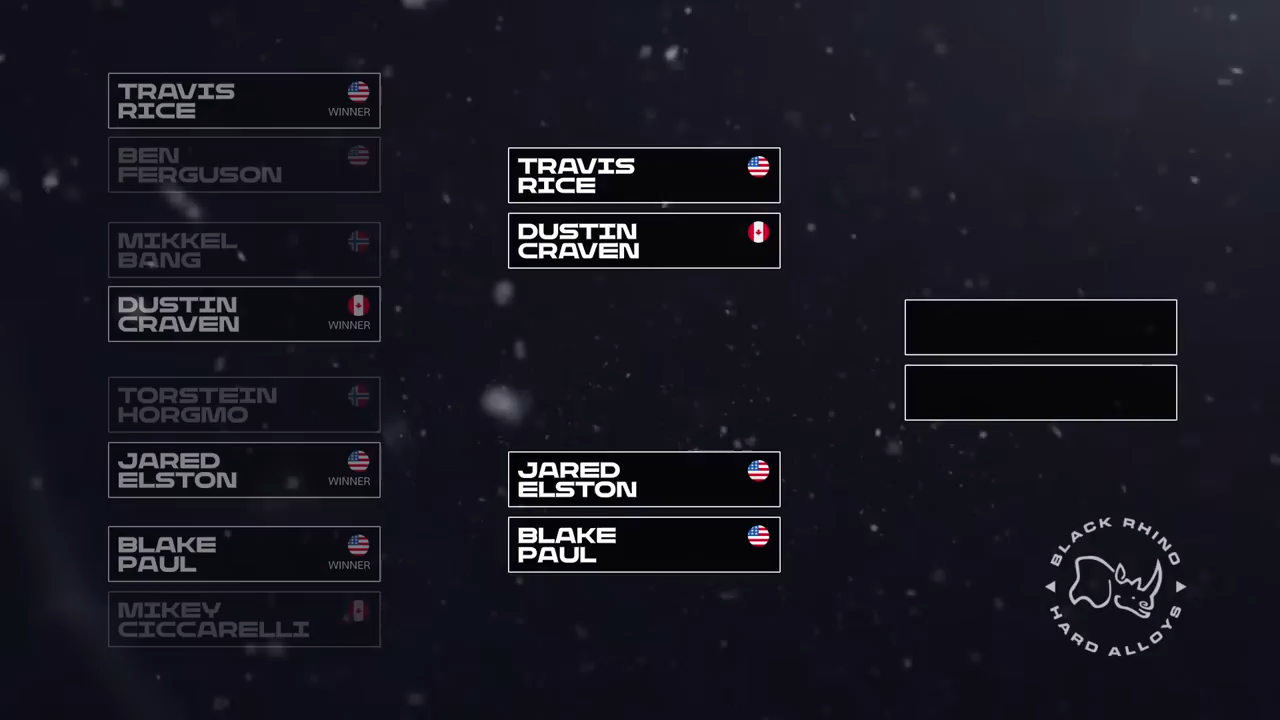 TRAVIS
RICE
WINNER
BEN
FERGUSON
MIKKEL
BANG
DUSTIN
CRAVEN
WINNER
TORSTEIN
HORGMO
JARED
ELSTON
WINNER
BLAKE
PAUL
WINNER
MIKEY
CICCARELLI
TRAVIS
RICE
DUSTIN
CRAVEN
JARED
ELSTON
BLAKE
PAUL
BLACK RHINO
HARD ALLOYS